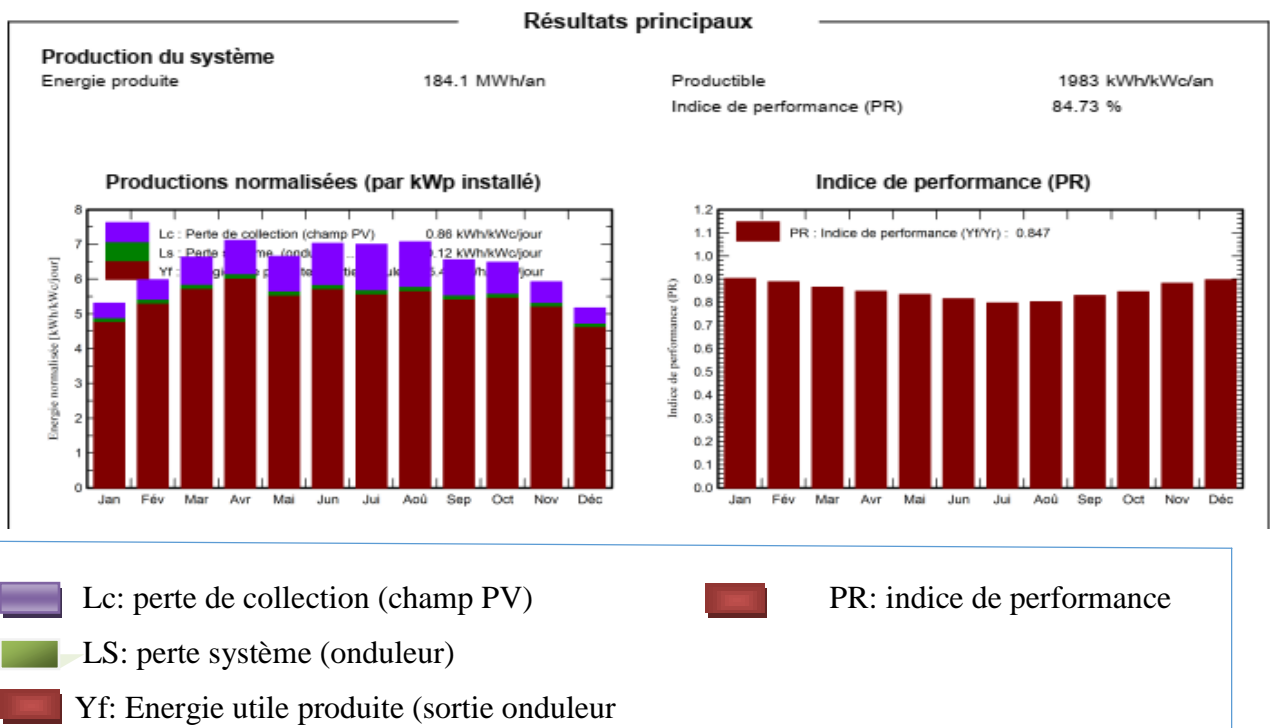 Résultats principaux
Production du système
Energie produite 184.1 MWh/an Productible 1983 kWh/kWc/an
Indice de performance (PR) 84.73 %
Productions normalisées (par kWp installé)
Lc : Perte de collection (champ PV) 0.86 kWh/kWc/jour
Ls : Perte (ondul .12 kWh/kWc/jour
Yf :
Energie normalisée [kWh/kWc/jour]
8
7
6
5
4
3
2
1
0
Jan Fév Mar Avr Mai Jun Jui Aoû Sep Oct Nov Déc
Indice de performance (PR)
PR : Indice de performance (Yf/Yr) : 0.847
Indice de performance (PR)
1.2
1.1
1.0
0.9
0.8
0.7
0.6
0.5
0.4
0.3
0.2
0.1
0.0
Jan Fév Mar Avr Mai Jun Jui Aoû Sep Oct Nov Déc
Lc: perte de collection (champ PV)
PR: indice de performance
LS: perte système (onduleur)
Yf: Energie utile produite (sortie onduleur